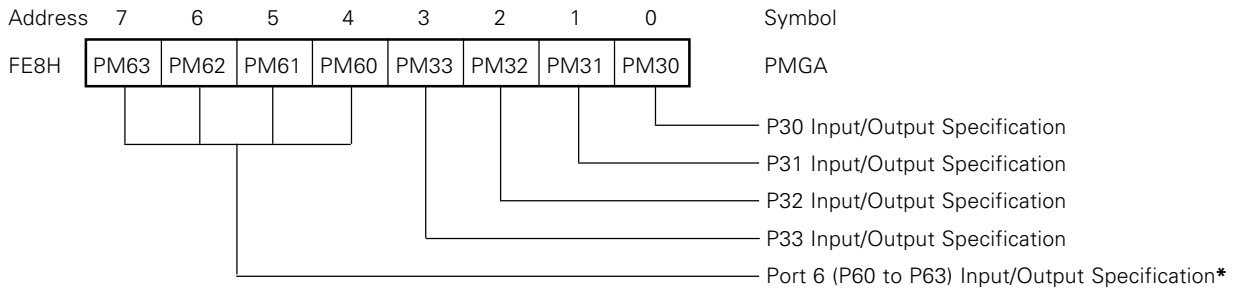 Address 7 6 5 4 3 2 1 0 Symbol
FE8H PM63 PM62 PM61 PM60 PM33 PM32 PM31 PM30 PMGA
P30 Input/Output Specification
P31 Input/Output Specification
P32 Input/Output Specification
P33 Input/Output Specification
Port 6 (P60 to P63) Input/Output Specification*